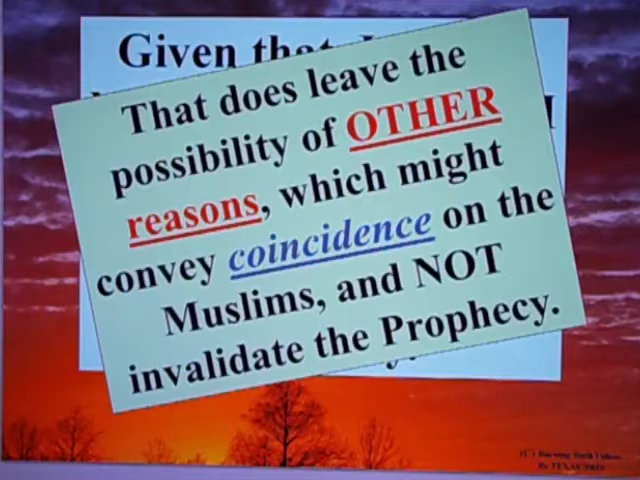 Given that
That does leave the
possibility of OTHER
reasons, which might
convey coincidence on the
Muslims, and NOT
invalidate the Prophecy.